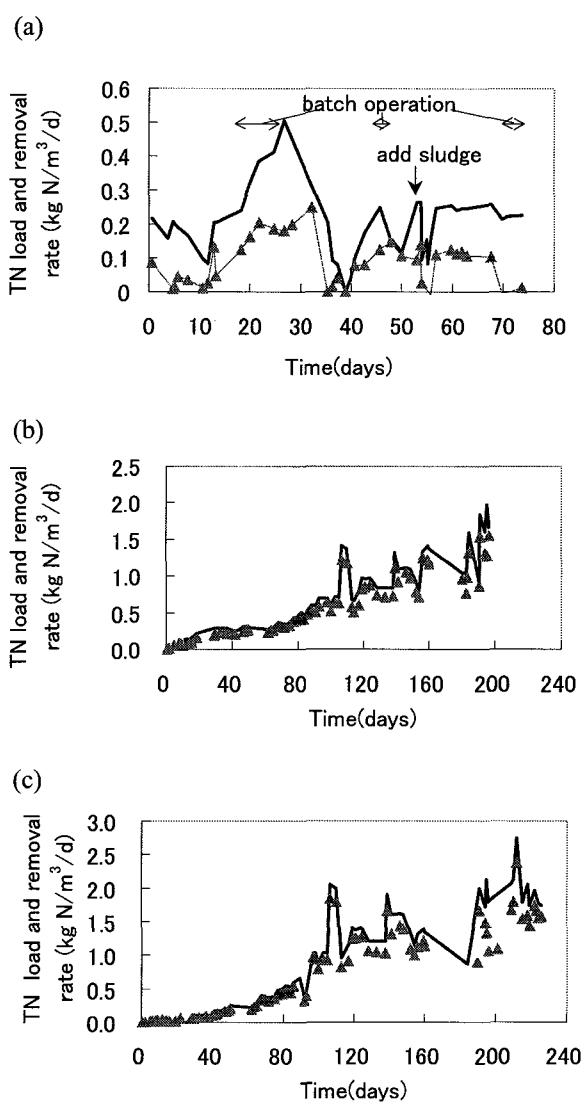 (a)
TN load and removal
rate (kg N/m³/d)
0.6
0.5
0.4
0.3
0.2
0.1
0
batch operation
add sludge
0 10 20 30 40 50 60 70 80
Time(days)
(b)
TN load and removal
rate (kg N/m³/d)
2.5
2.0
1.5
1.0
0.5
0.0
0 40 80 120 160 200 240
Time(days)
(c)
TN load and removal
rate (kg N/m³/d)
3.0
2.5
2.0
1.5
1.0
0.5
0.0
0 40 80 120 160 200 240
Time(days)